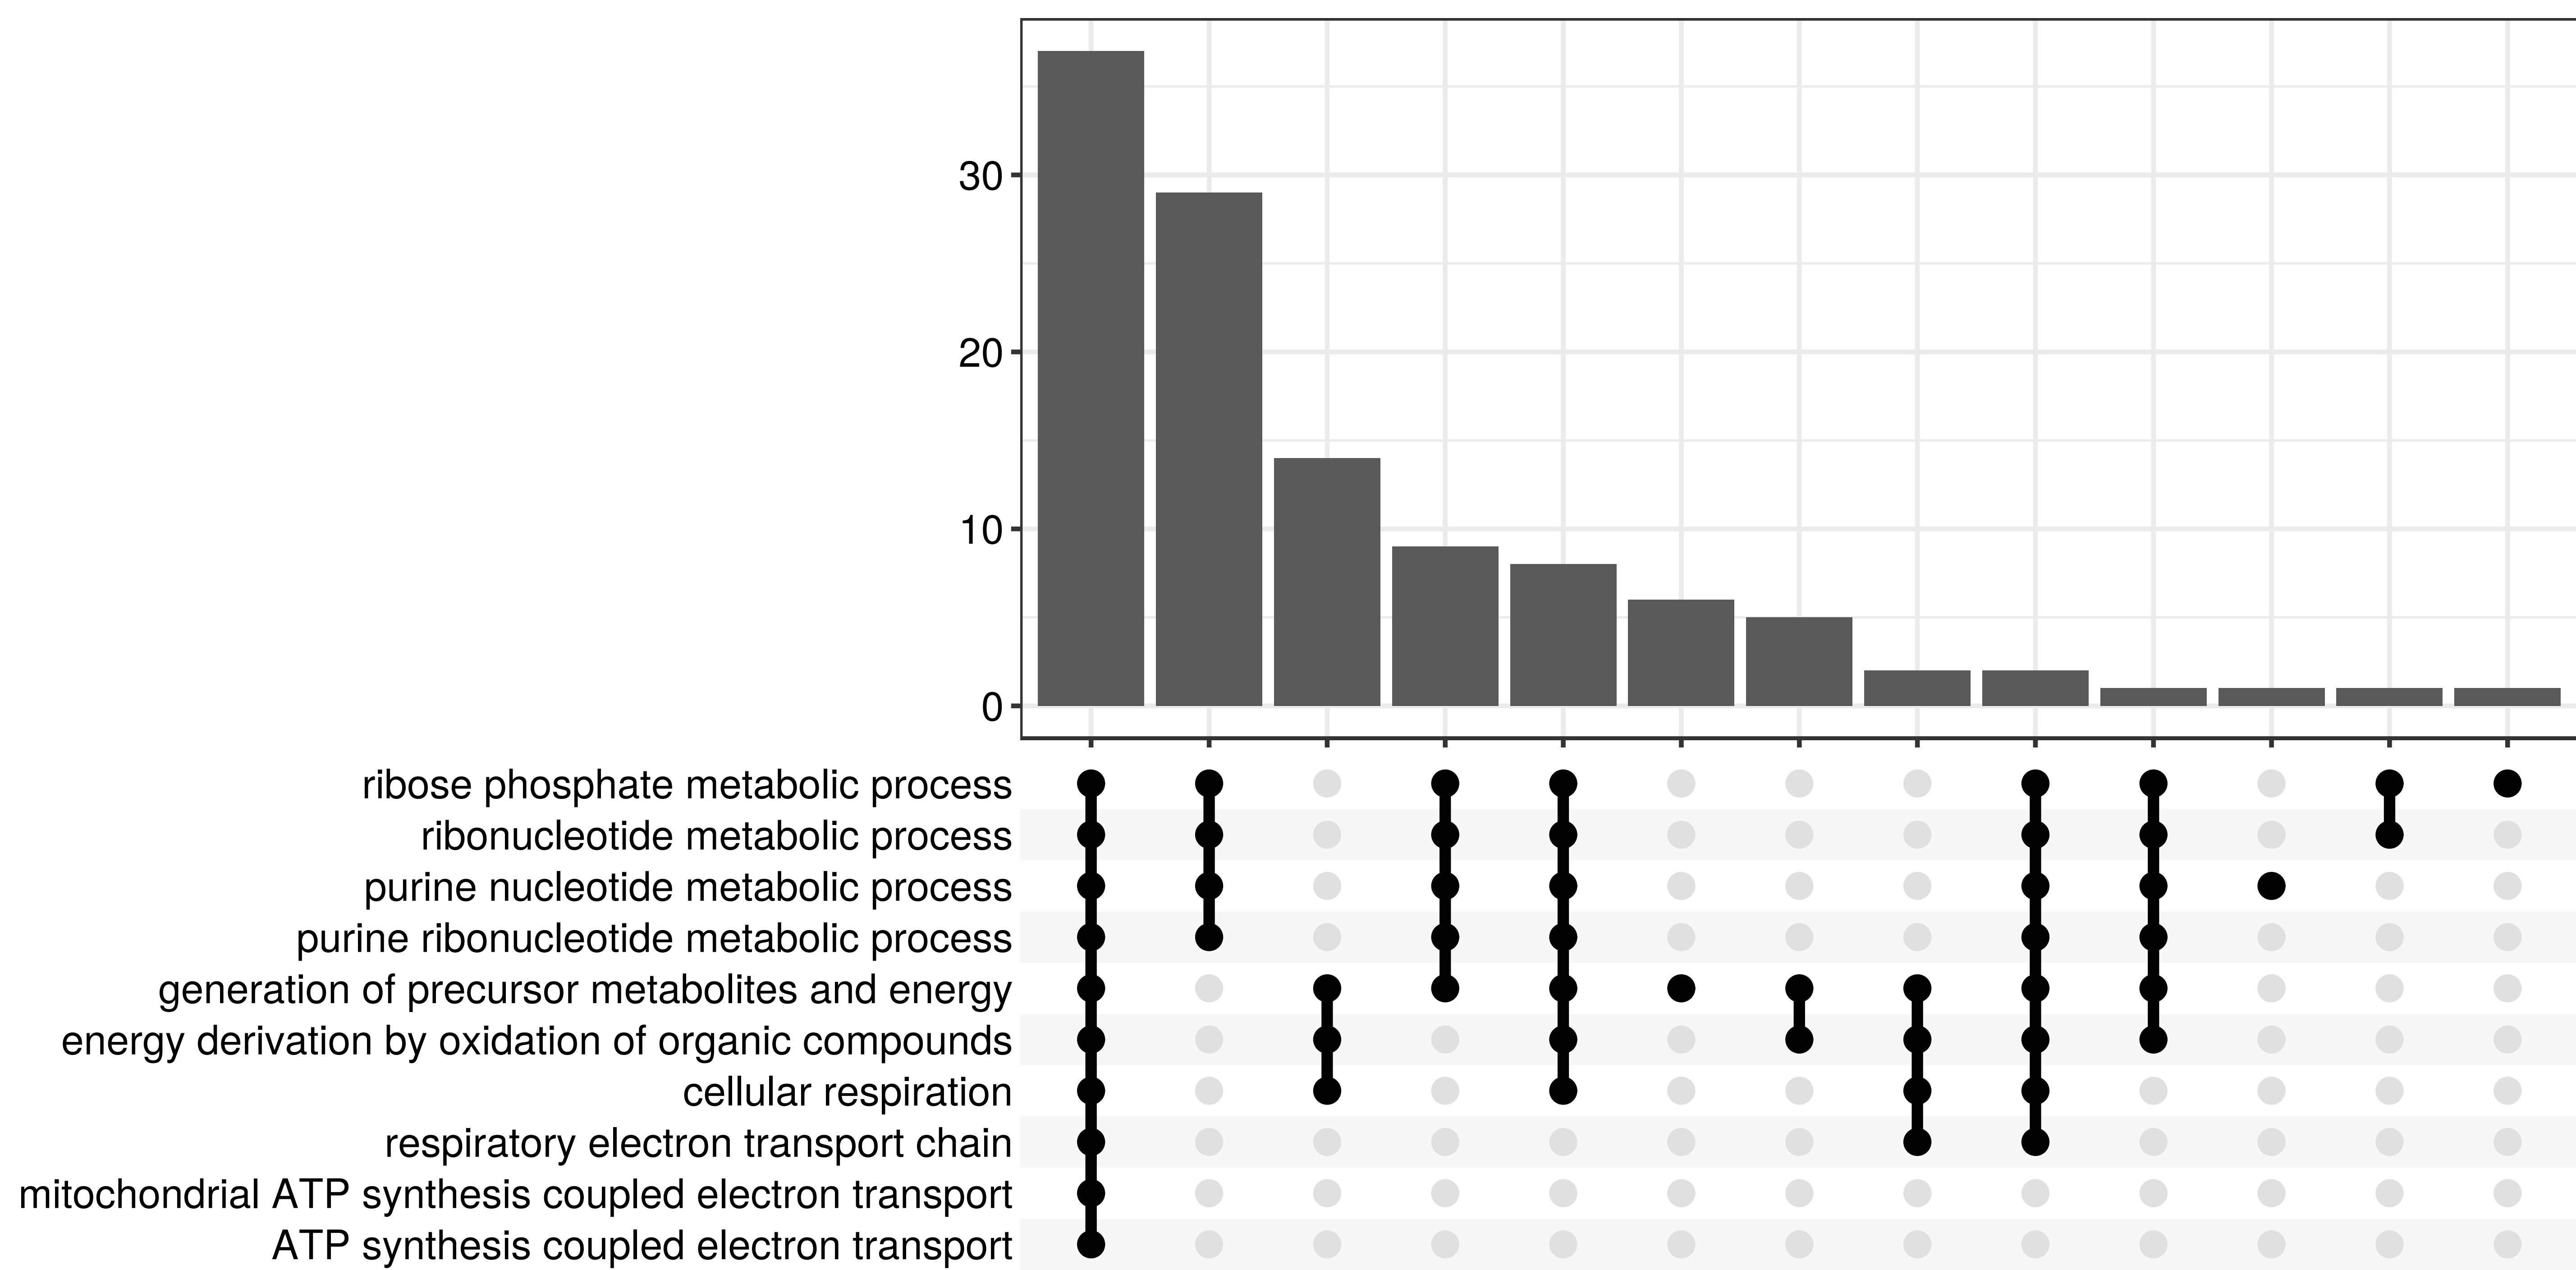 30
20
10
0
ribose phosphate metabolic process
ribonucleotide metabolic process
purine nucleotide metabolic process
purine ribonucleotide metabolic process
generation of precursor metabolites and energy
energy derivation by oxidation of organic compounds
cellular respiration
respiratory electron transport chain
mitochondrial ATP synthesis coupled electron transport
ATP synthesis coupled electron transport